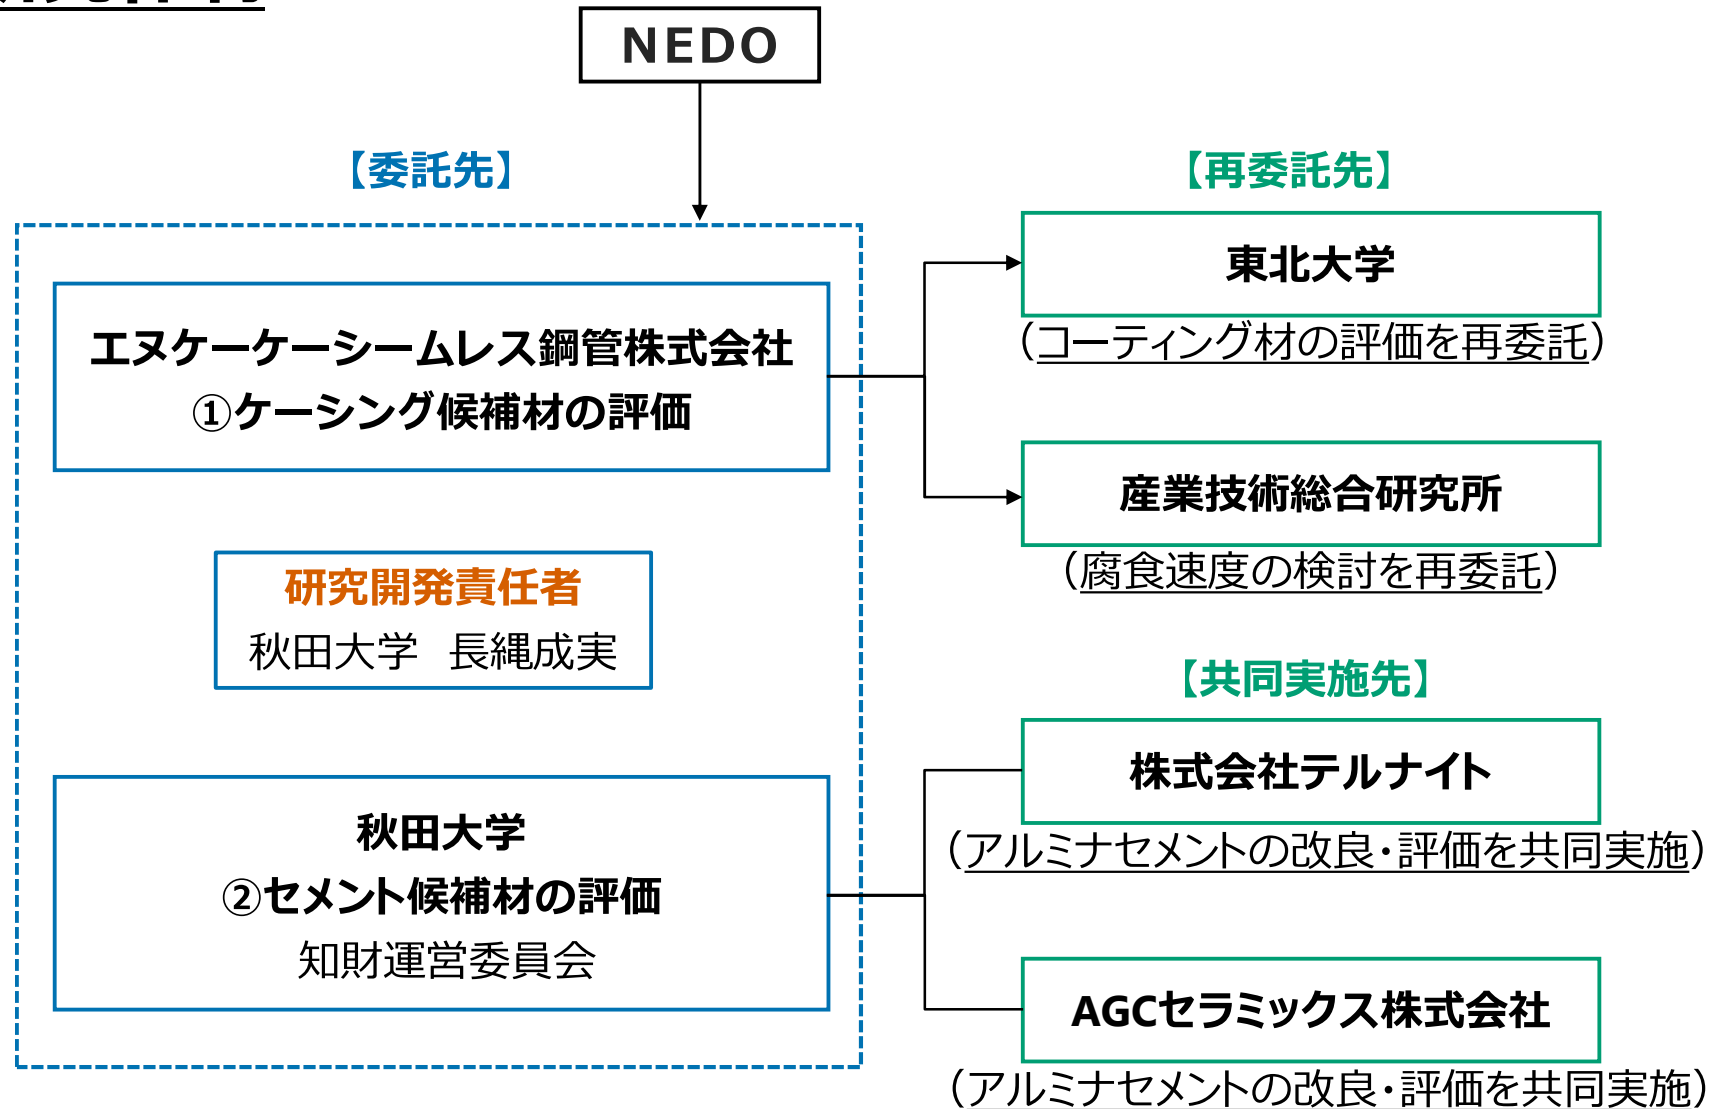 NEDO
【委託先】
エヌケーケーシームレス鋼管株式会社
①ケーシング候補材の評価
研究開発責任者
秋田大学　長縄成実
秋田大学
②セメント候補材の評価
知財運営委員会
【再委託先】
東北大学
（コーティング材の評価を再委託）
産業技術総合研究所
（腐食速度の検討を再委託）
【共同実施先】
株式会社テルナイト
（アルミナセメントの改良・評価を共同実施）
AGCセラミックス株式会社
（アルミナセメントの改良・評価を共同実施）